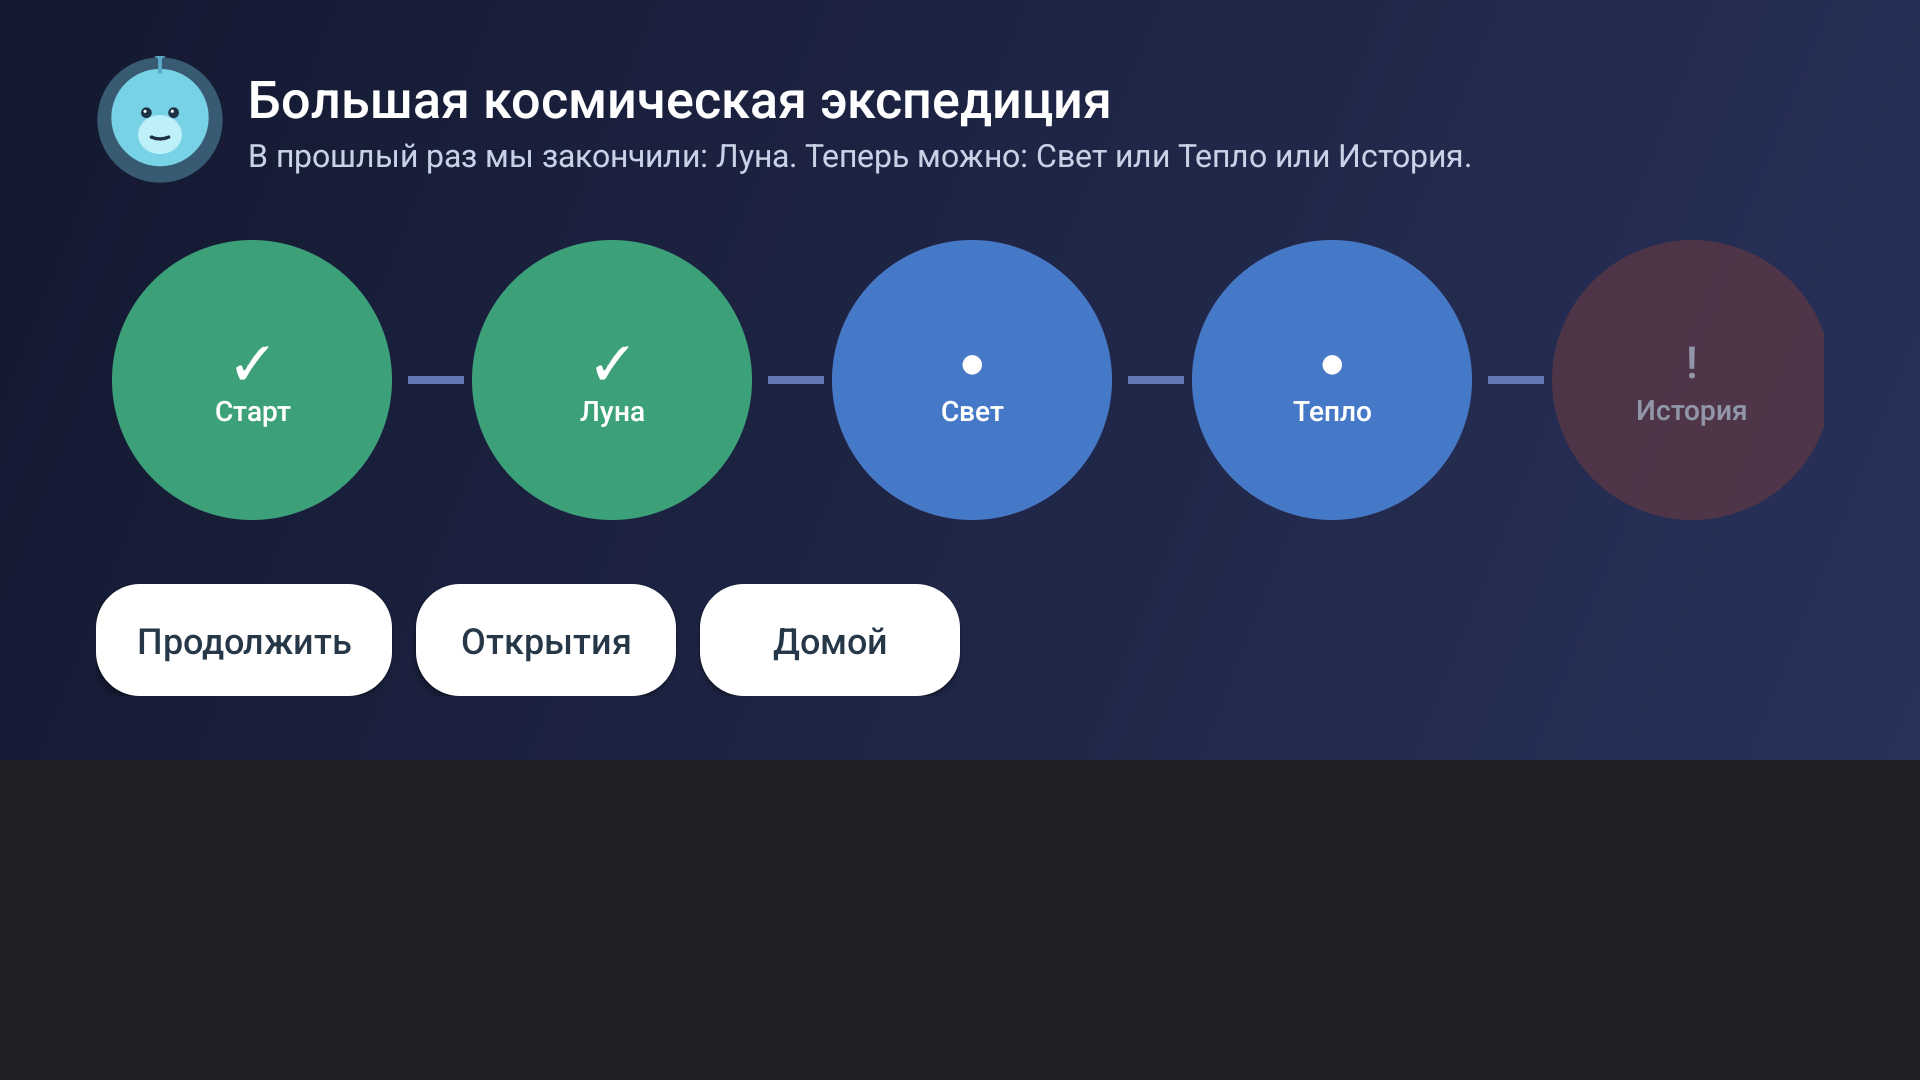 Большая космическая экспедиция
В прошлый раз мы закончили: Луна. Теперь можно: Свет или Тепло или История.
✓ ✓ • • !
Старт Луна Свет Тепло История
Продолжить Открытия Домой